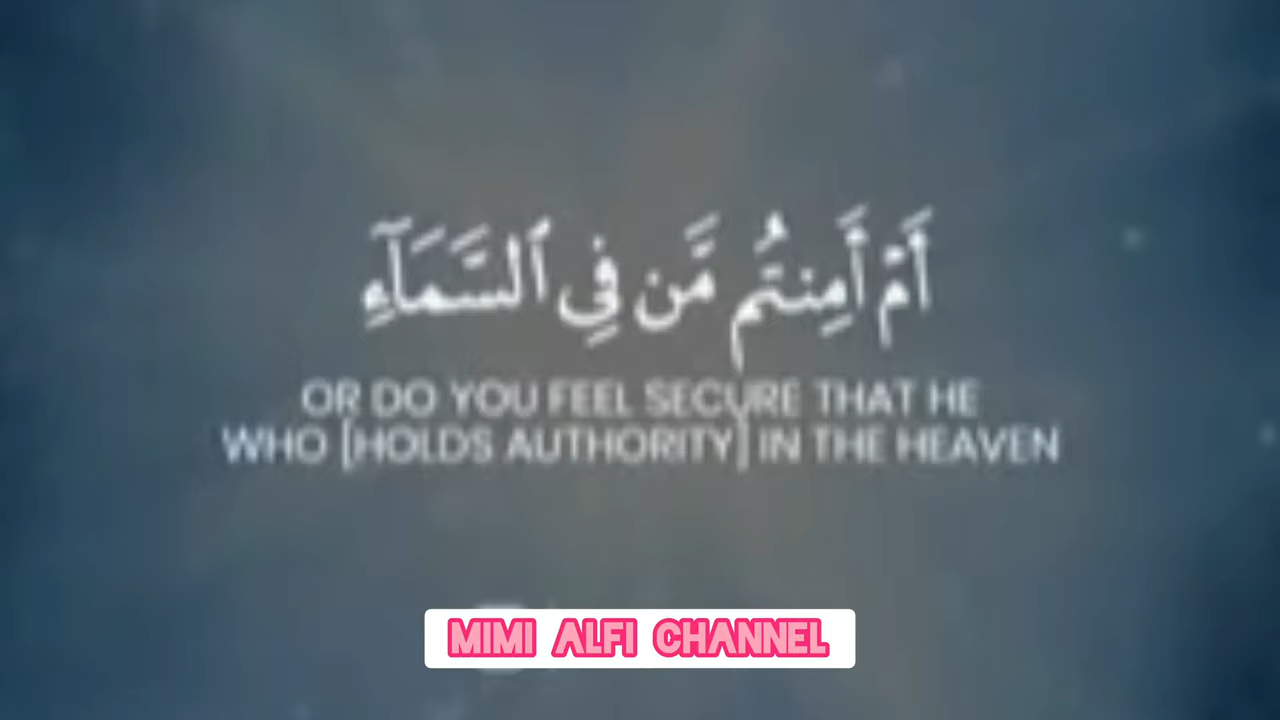 أَمۡ أَمِنتُم مَّن فِي ٱلسَّمَآءِ
OR DO YOU FEEL SECURE THAT HE
WHO [HOLDS AUTHORITY] IN THE HEAVEN
MIMI ALFI CHANNEL